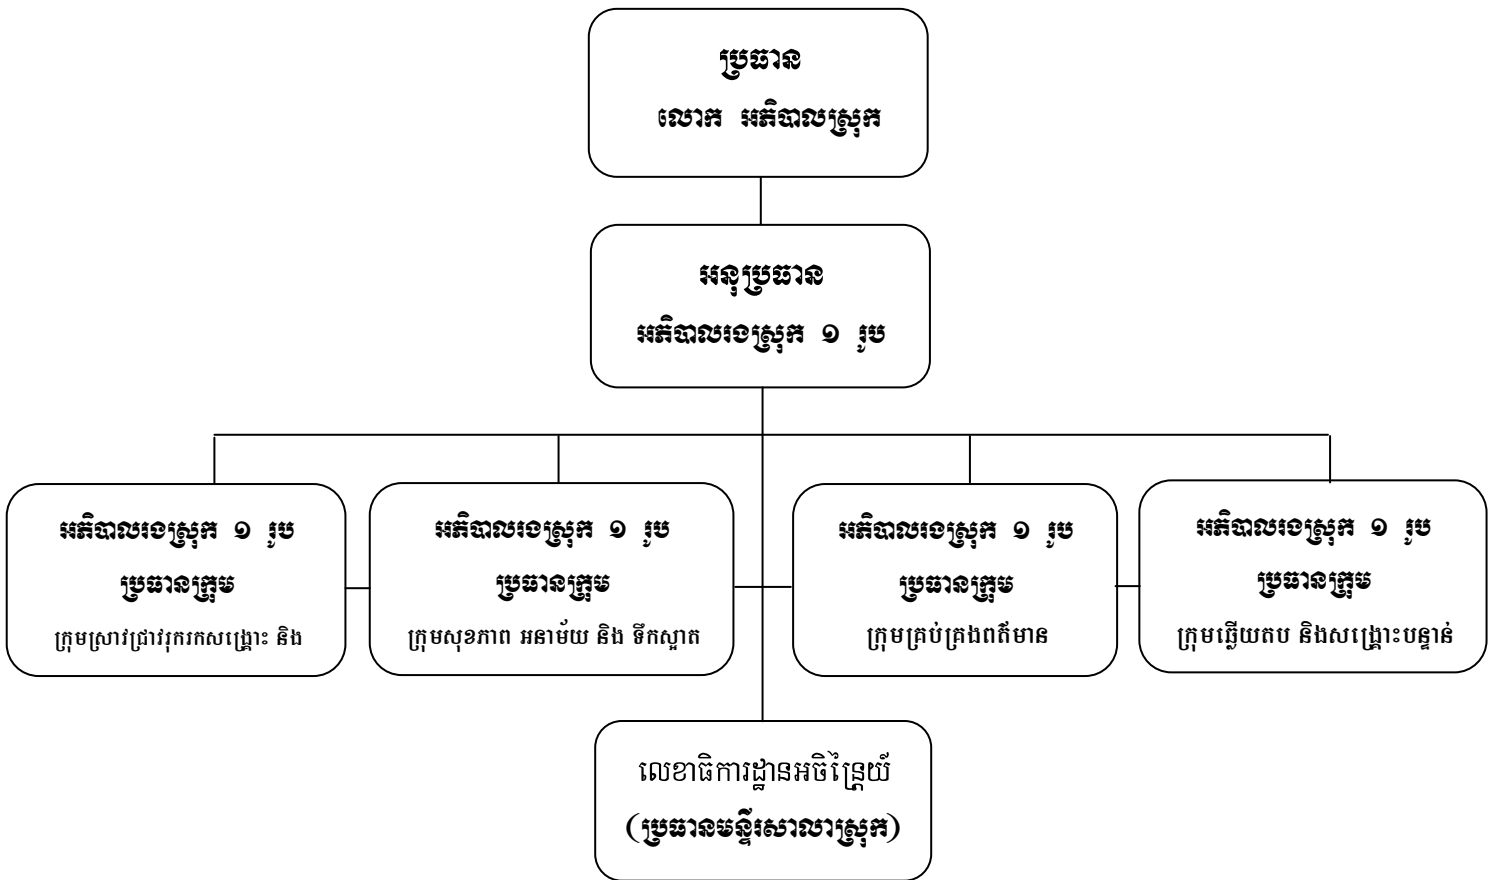 ប្រធាន
លោក អភិបាលស្រុក
អនុប្រធាន
អភិបាលរងស្រុក ១ រូប
អភិបាលរងស្រុក ១ រូប
ប្រធានក្រុម
ក្រុមស្រាវជ្រាវរុករកសង្គ្រោះ និង
អភិបាលរងស្រុក ១ រូប
ប្រធានក្រុម
ក្រុមសុខភាព អនាម័យ និង ទឹកស្អាត
អភិបាលរងស្រុក ១ រូប
ប្រធានក្រុម
ក្រុមគ្រប់គ្រងពត៌មាន
អភិបាលរងស្រុក ១ រូប
ប្រធានក្រុម
ក្រុមឆ្លើយតប និងសង្គ្រោះបន្ទាន់
លេខាធិការដ្ឋានអចិន្ត្រៃយ៍
(ប្រធានមន្ទីរសាលាស្រុក)